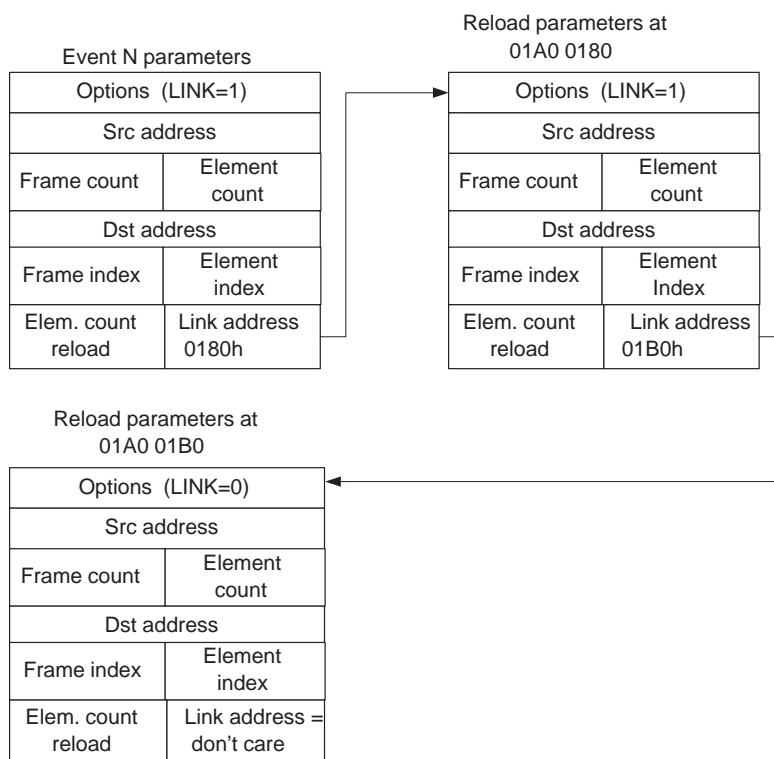 Event N parameters
Options (LINK=1)
Src address
Frame count
Element
count
Dst address
Frame index
Element
index
Elem. count
reload
Link address
0180h
Reload parameters at
01A0 0180
Options (LINK=1)
Src address
Frame count
Element
count
Dst address
Frame index
Element
Index
Elem. count
reload
Link address
01B0h
Reload parameters at
01A0 01B0
Options (LINK=0)
Src address
Frame count
Element
count
Dst address
Frame index
Element
index
Elem. count
reload
Link address =
don't care